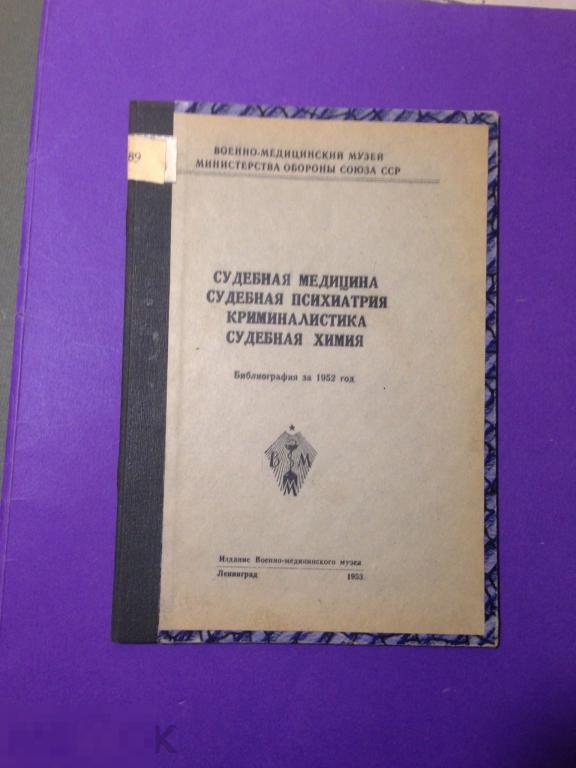 89
ВОЕННО-МЕДИЦИНСКИЙ МУЗЕЙ
МИНИСТЕРСТВА ОБОРОНЫ СОЮЗА ССР
СУДЕБНАЯ МЕДИЦИНА
СУДЕБНАЯ ПСИХИАТРИЯ
КРИМИНАЛИСТИКА
СУДЕБНАЯ ХИМИЯ
Библиография за 1952 год
В М
М
Издание Военно-медицинского музея
Ленинград 1953